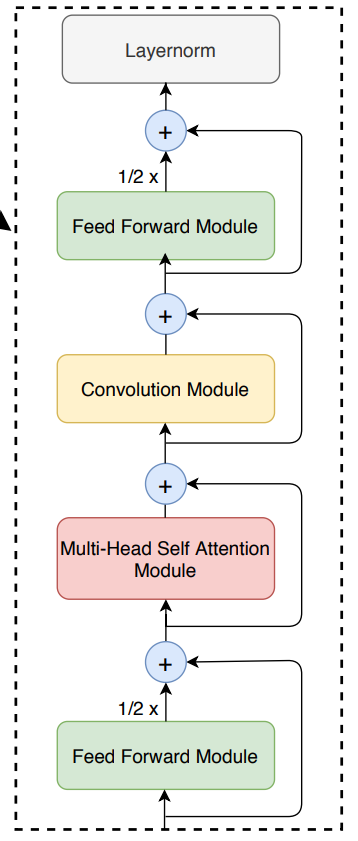 Layernorm
+
1/2 x
Feed Forward Module
+
Convolution Module
+
Multi-Head Self Attention
Module
+
1/2 x
Feed Forward Module